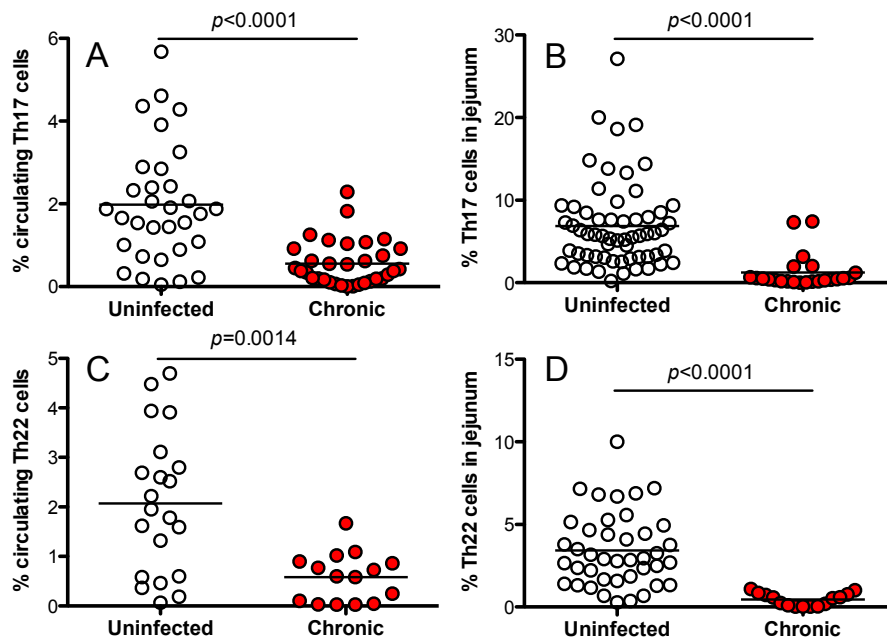 p<0.0001
A
% circulating Th17 cells
6
4
2
0
Uninfected Chronic
p<0.0001
B
% Th17 cells in jejunum
30
20
10
0
Uninfected Chronic
p=0.0014
C
% circulating Th22 cells
5
4
3
2
1
0
Uninfected Chronic
p<0.0001
D
% Th22 cells in jejunum
15
10
5
0
Uninfected Chronic